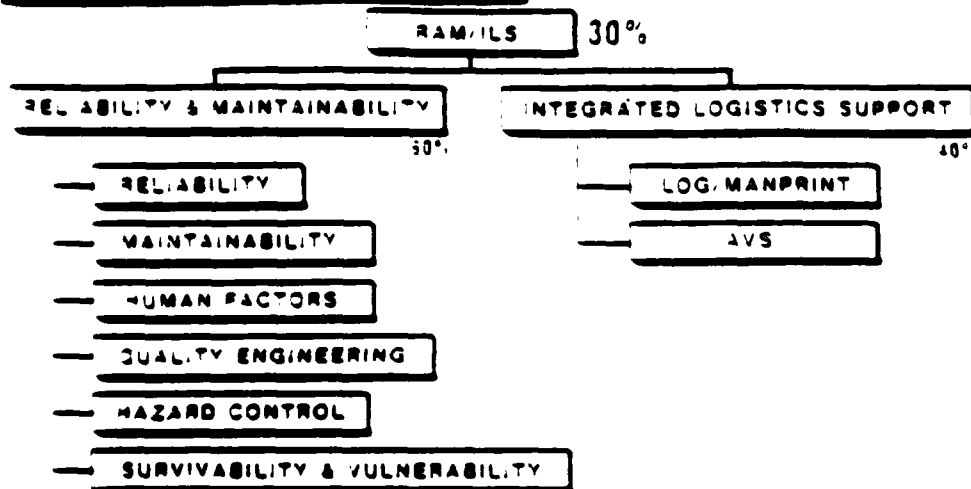 RAM/ILS 30%
RELIABILITY & MAINTAINABILITY
INTEGRATED LOGISTICS SUPPORT
60%
40%
RELIABILITY
LOG/MANPRINT
MAINTAINABILITY
AVS
HUMAN FACTORS
QUALITY ENGINEERING
HAZARD CONTROL
SURVIVABILITY & VULNERABILITY